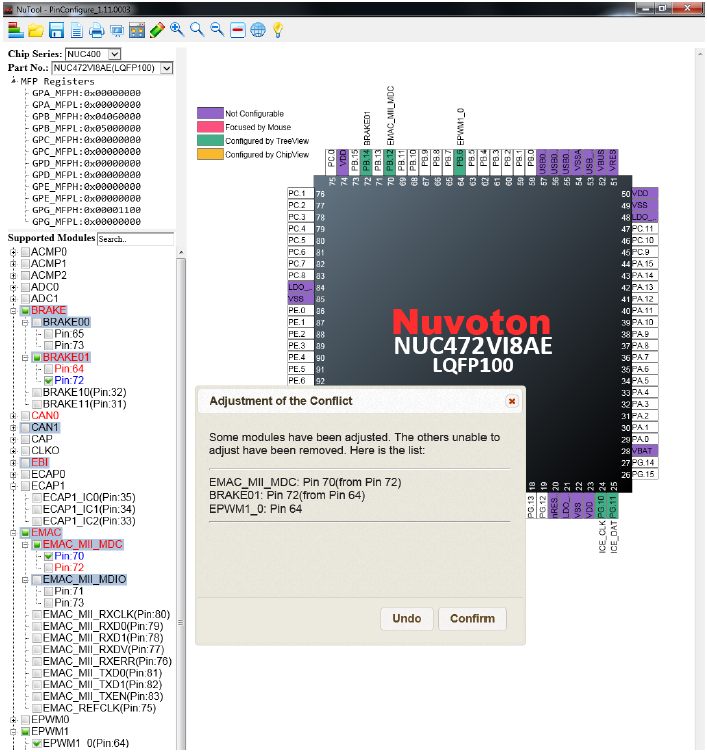 NuTool - PinConfigure_1.11.0003
Chip Series: NUC400
Part No.: NUC472VI8AE(LQFP100)
MFP Registers
GPA_MFPH:0x00000000
GPA_MFPL:0x00000000
GPB_MFPH:0x04060000
GPB_MFPL:0x05000000
GPC_MFPH:0x00000000
GPC_MFPL:0x00000000
GPD_MFPH:0x00000000
GPD_MFPL:0x00000000
GPE_MFPH:0x00000000
GPE_MFPL:0x00000000
GPG_MFPH:0x00001100
GPG_MFPL:0x00000000
Supported Modules Search..
ACMP0
ACMP1
ACMP2
ADC0
ADC1
BRAKE
BRAKE00
Pin:65
Pin:73
BRAKE01
Pin:64
Pin:72
BRAKE10(Pin:32)
BRAKE11(Pin:31)
CAN0
CAN1
CAP
CLKO
EBI
ECAP0
ECAP1
ECAP1_IC0(Pin:35)
ECAP1_IC1(Pin:34)
ECAP1_IC2(Pin:33)
EMAC
EMAC_MII_MDC
Pin:70
Pin:72
EMAC_MII_MDIO
Pin:71
Pin:73
EMAC_MII_RXCLK(Pin:80)
EMAC_MII_RXD0(Pin:79)
EMAC_MII_RXD1(Pin:78)
EMAC_MII_RXDV(Pin:77)
EMAC_MII_RXERR(Pin:76)
EMAC_MII_TXD0(Pin:81)
EMAC_MII_TXD1(Pin:82)
EMAC_MII_TXEN(Pin:83)
EMAC_REFCLK(Pin:75)
EPWM0
EPWM1
EPWM1_0(Pin:64)
Not Configurable
Focused by Mouse
Configured by TreeView
Configured by ChipView
BRAKE01
EMAC_MII_MDC
EPWM1_0
PC.0 VDD PB.14 PB.13 PB.12 PB.11 PB.10 PB.9 PB.8 PB.7 PB.6 PB.5 PB.4 PB.3 PB.2 PB.1 PB.0 USB0.. USB0.. USB0.. VSSA USB.. VBUS VRES
75 74 73 72 71 70 69 68 67 66 65 64 63 62 61 60 59 58 57 56 55 54 53 52 51
PC.1 76
PC.2 77
PC.3 78
PC.4 79
PC.5 80
PC.6 81
PC.7 82
PC.8 83
LDO_.. 84
VSS 85
PE.0 86
PE.1 87
PE.2 88
PE.3 89
PE.4 90
PE.5 91
PE.6 92
50 VDD
49 VSS
48 LDO_..
47 PC.11
46 PC.10
45 PC.9
44 PA.15
43 PA.14
42 PA.13
41 PA.12
40 PA.11
39 PA.10
38 PA.9
37 PA.8
36 PA.7
35 PA.6
34 PA.5
33 PA.4
32 PA.3
31 PA.2
30 PA.1
29 PA.0
28 VBAT
27 PG.14
26 PG.15
Nuvoton
NUC472VI8AE
LQFP100
18 19 20 21 22 23 24 25
PG.13 PG.12 nRES.. LDO_.. VSS VDD PG.10 PG.11
ICE_CLK
ICE_DAT
Adjustment of the Conflict
Some modules have been adjusted. The others unable to
adjust have been removed. Here is the list:
EMAC_MII_MDC: Pin 70(from Pin 72)
BRAKE01: Pin 72(from Pin 64)
EPWM1_0: Pin 64
Undo Confirm